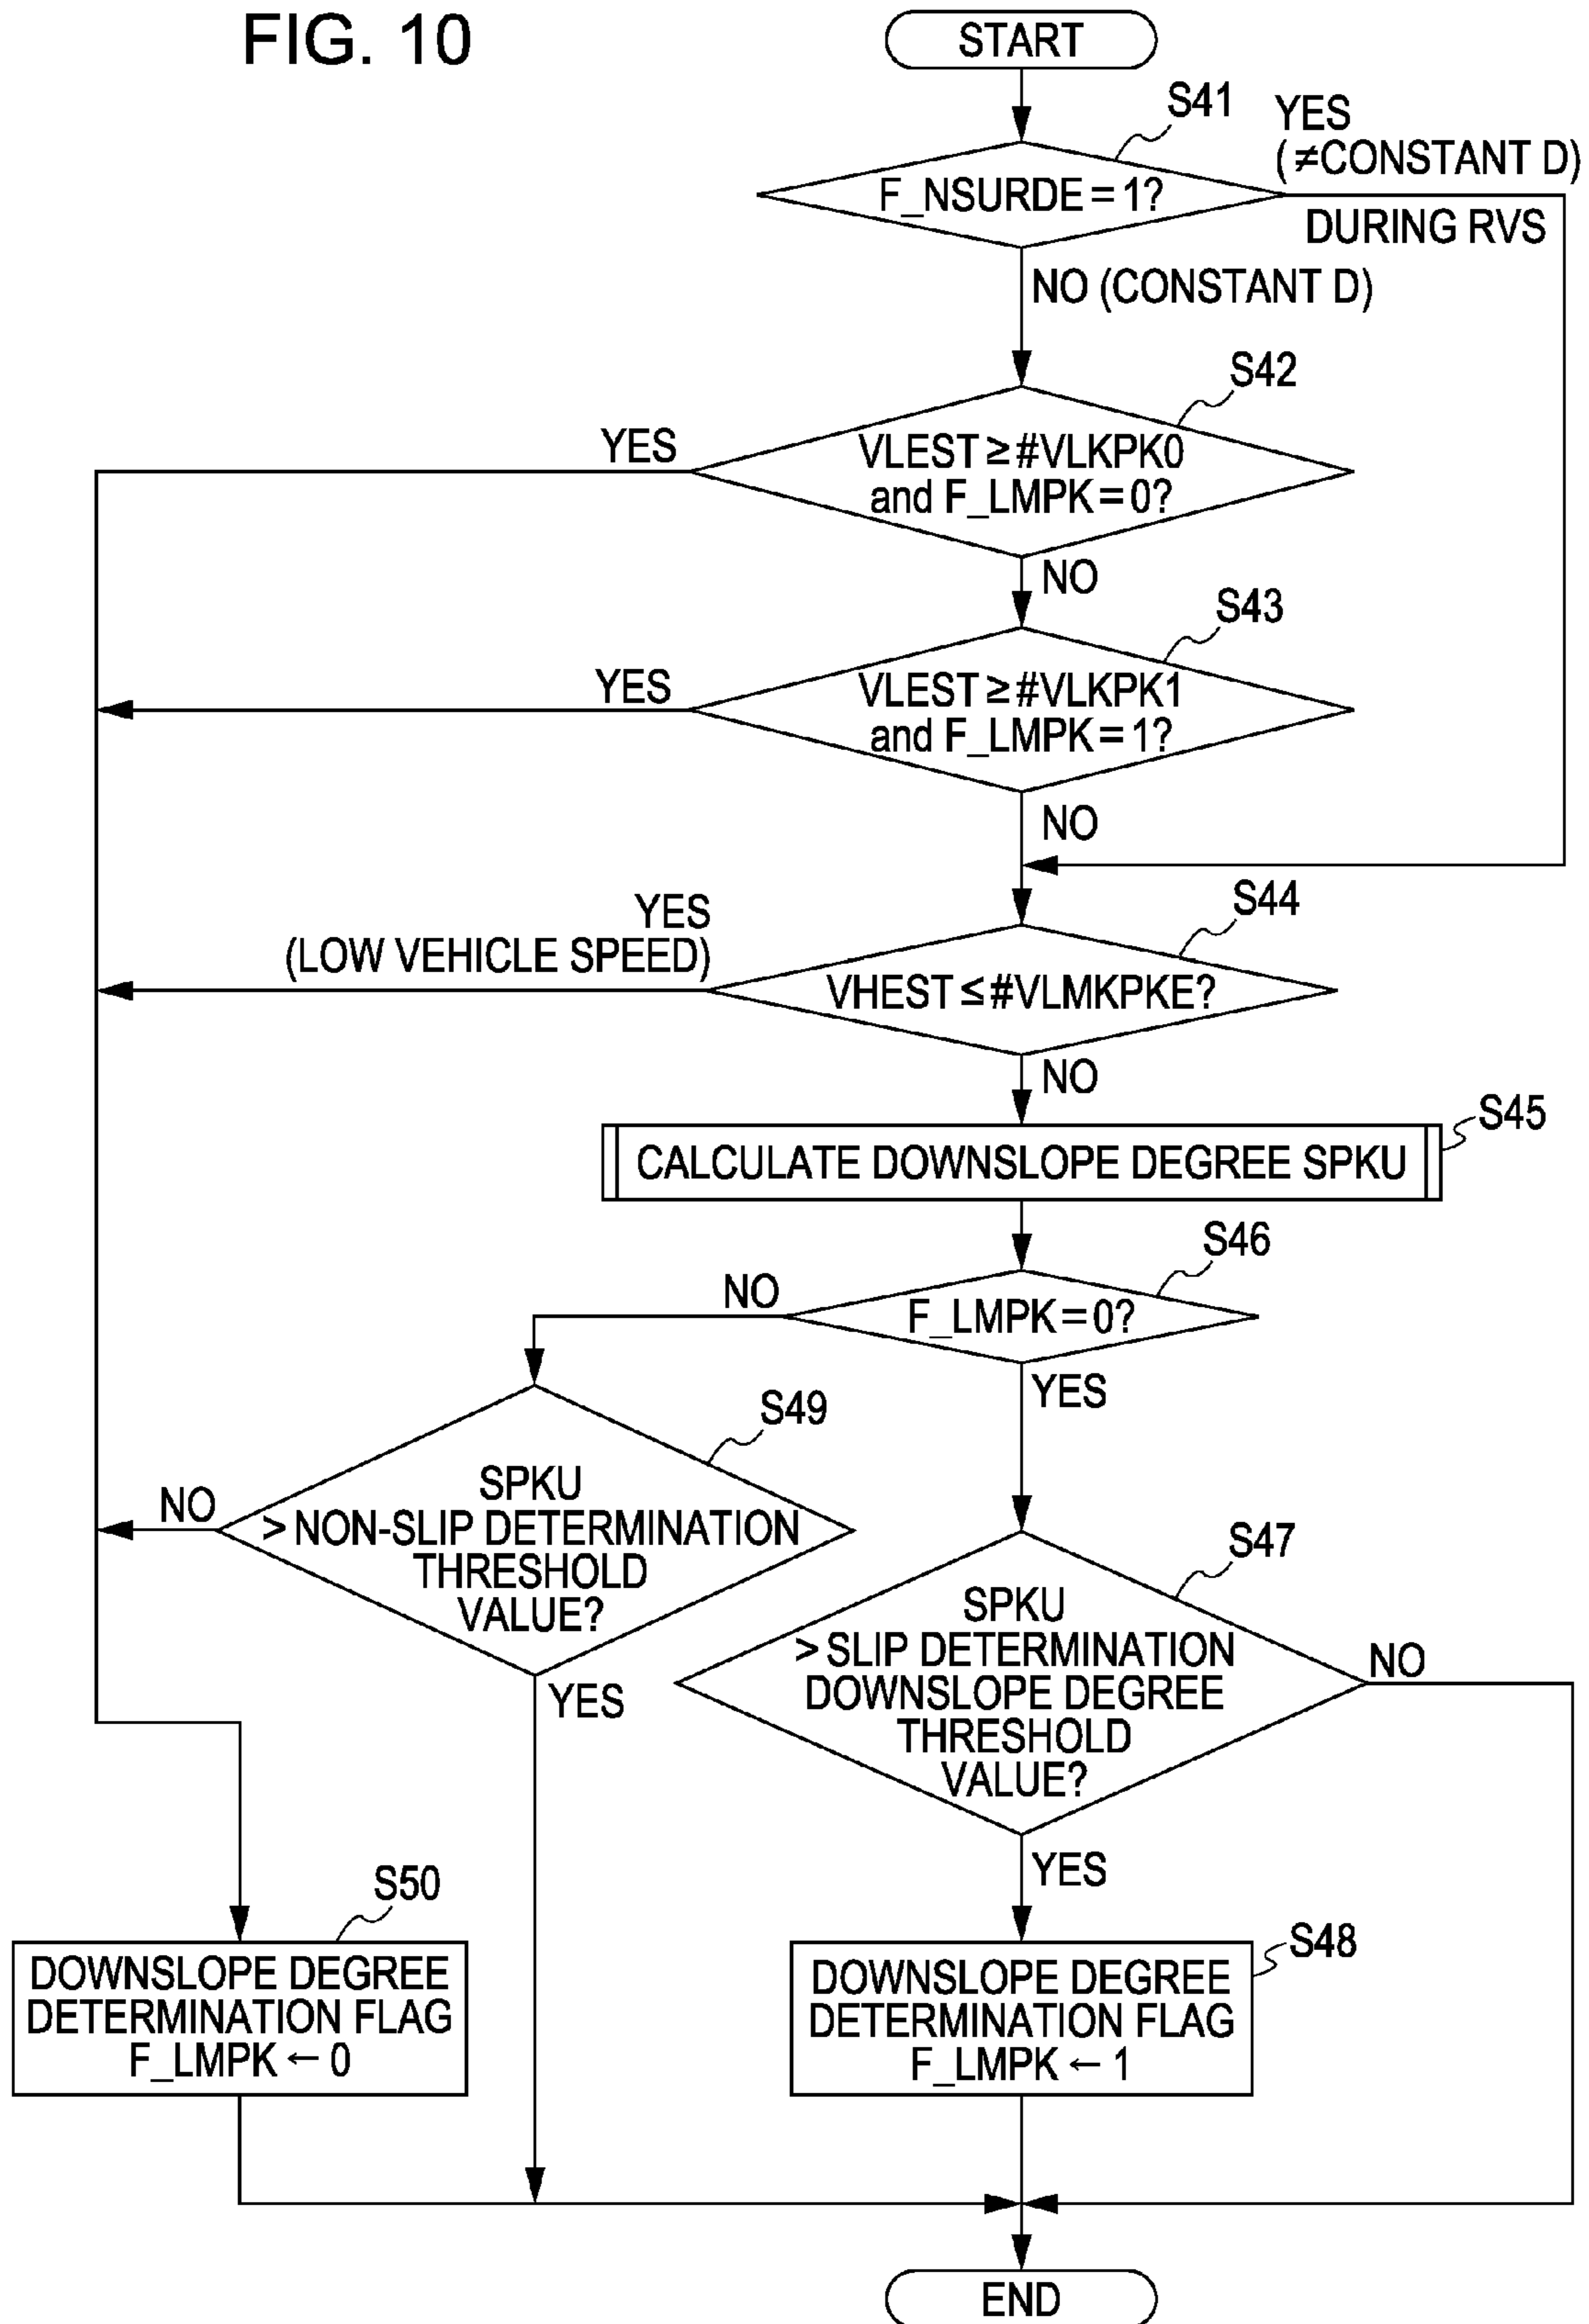 FIG. 10
START
S41
YES
(≠CONSTANT D)
F_NSURDE = 1?
DURING RVS
NO (CONSTANT D)
S42
YES
VLEST ≥ #VLKPK0
and F_LMPK = 0?
NO
S43
YES
VLEST ≥ #VLKPK1
and F_LMPK = 1?
NO
S44
YES
(LOW VEHICLE SPEED)
VHEST ≤ #VLMKPKE?
NO
S45
CALCULATE DOWNSLOPE DEGREE SPKU
S46
NO
F_LMPK = 0?
YES
S49
NO
SPKU
> NON-SLIP DETERMINATION
THRESHOLD
VALUE?
YES
S47
SPKU
> SLIP DETERMINATION
DOWNSLOPE DEGREE
THRESHOLD
VALUE?
NO
YES
S50
DOWNSLOPE DEGREE
DETERMINATION FLAG
F_LMPK ← 0
S48
DOWNSLOPE DEGREE
DETERMINATION FLAG
F_LMPK ← 1
END